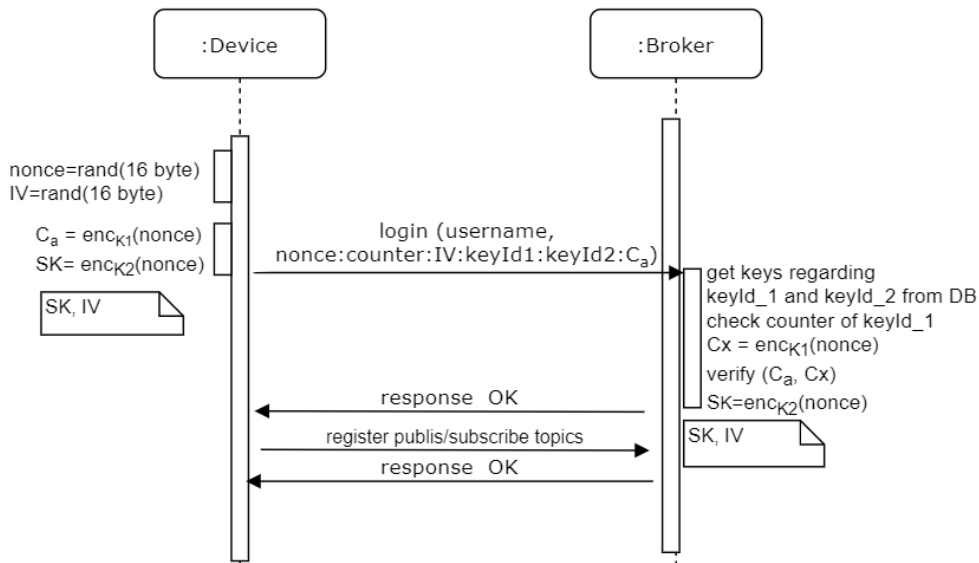 :Device
:Broker
nonce=rand(16 byte)
IV=rand(16 byte)
Ca = encK1(nonce)
SK= encK2(nonce)
SK, IV
login (username,
nonce:counter:IV:keyId1:keyId2:Ca)
get keys regarding
keyId_1 and keyId_2 from DB
check counter of keyId_1
Cx = encK1(nonce)
verify (Ca, Cx)
SK=encK2(nonce)
response OK
register publis/subscribe topics
SK, IV
response OK